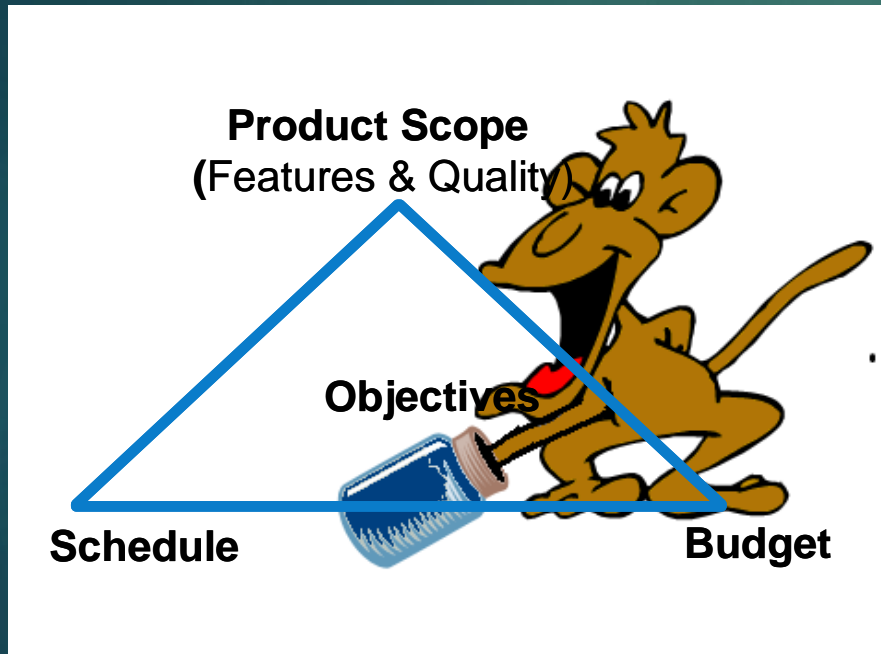 Product Scope
(Features & Quality)
Objectives
Schedule
Budget